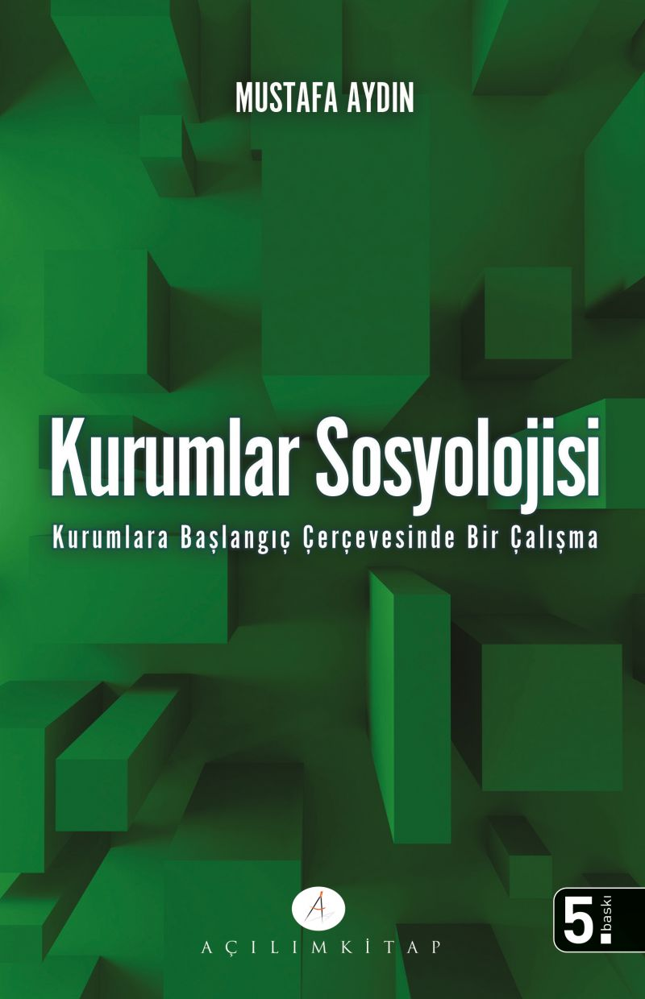 MUSTAFA AYDIN
Kurumlar Sosyolojisi
Kurumlara Başlangıç Çerçevesinde Bir Çalışma
AÇILIMKİTAP
5. baskı